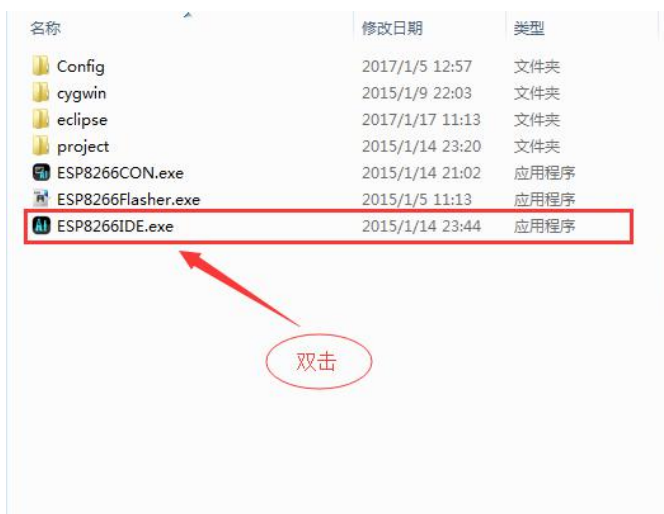 名称 修改日期 类型
Config 2017/1/5 12:57 文件夹
cygwin 2015/1/9 22:03 文件夹
eclipse 2017/1/17 11:13 文件夹
project 2015/1/14 23:20 文件夹
ESP8266CON.exe 2015/1/14 21:02 应用程序
ESP8266Flasher.exe 2015/1/5 11:13 应用程序
ESP8266IDE.exe 2015/1/14 23:44 应用程序
双击